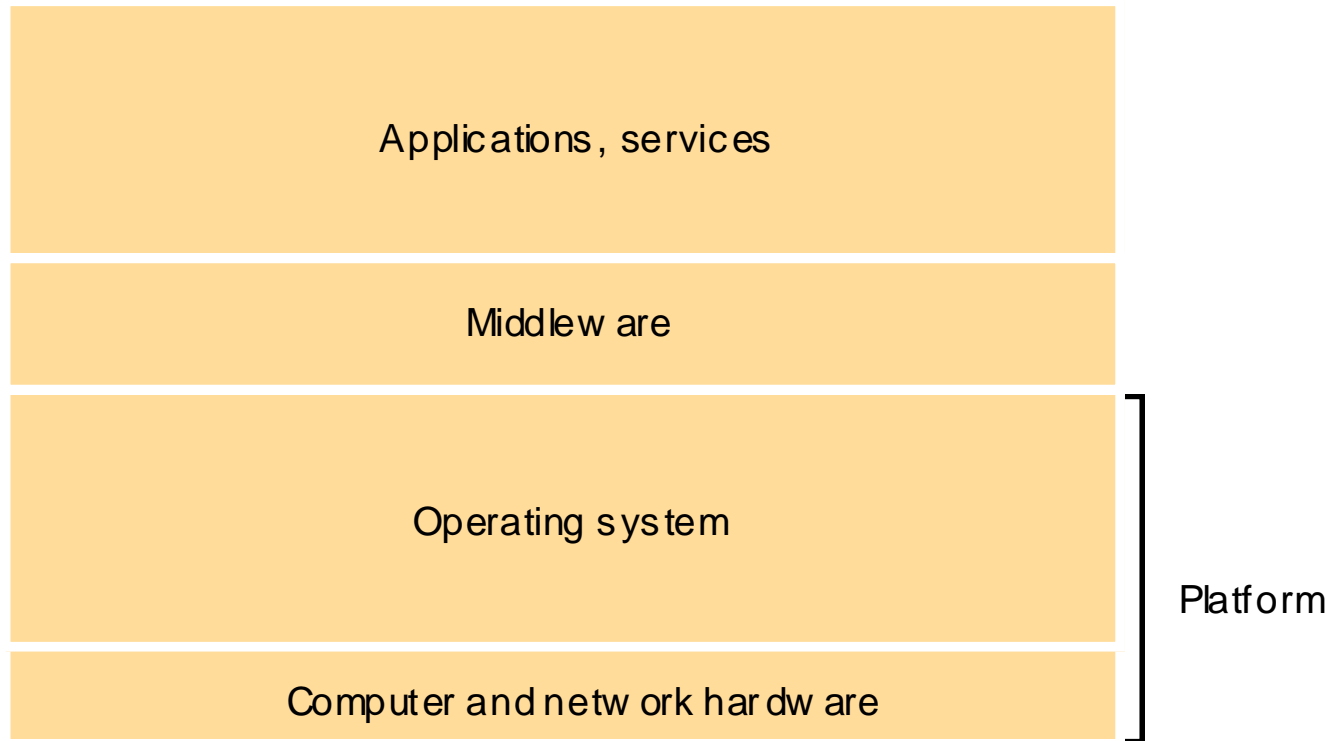 Applications, services
Middleware
Operating system
Platform
Computer and network hardware